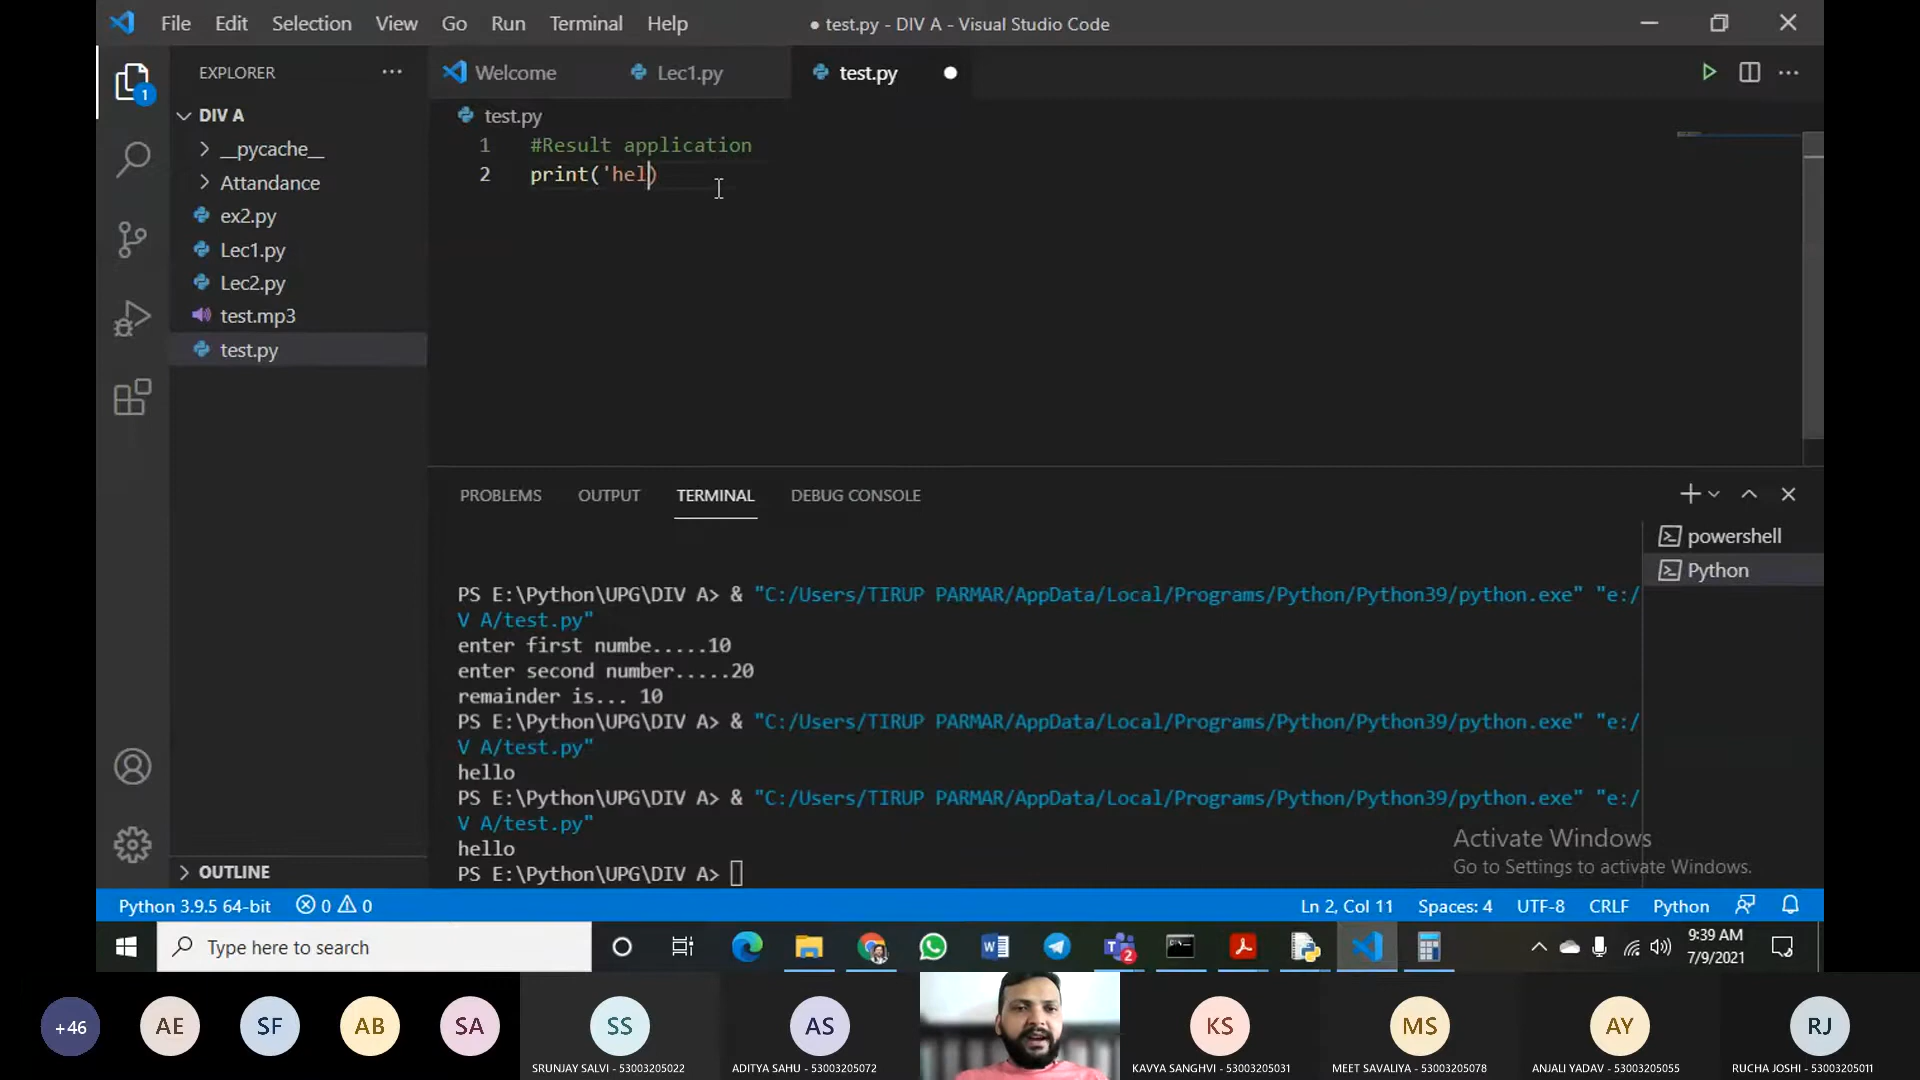 File Edit Selection View Go Run Terminal Help
● test.py - DIV A - Visual Studio Code
EXPLORER
Welcome Lec1.py test.py
1
DIV A
__pycache__
Attandance
ex2.py
Lec1.py
Lec2.py
test.mp3
test.py
OUTLINE
test.py
1 #Result application
2 print('hel)
PROBLEMS OUTPUT TERMINAL DEBUG CONSOLE
powershell
Python
PS E:\Python\UPG\DIV A> & "C:/Users/TIRUP PARMAR/AppData/Local/Programs/Python/Python39/python.exe" "e:/
V A/test.py"
enter first numbe.....10
enter second number.....20
remainder is... 10
PS E:\Python\UPG\DIV A> & "C:/Users/TIRUP PARMAR/AppData/Local/Programs/Python/Python39/python.exe" "e:/
V A/test.py"
hello
PS E:\Python\UPG\DIV A> & "C:/Users/TIRUP PARMAR/AppData/Local/Programs/Python/Python39/python.exe" "e:/
V A/test.py"
hello
PS E:\Python\UPG\DIV A>
Activate Windows
Go to Settings to activate Windows.
Python 3.9.5 64-bit 0 0 Ln 2, Col 11 Spaces: 4 UTF-8 CRLF Python
Type here to search
2
9:39 AM
7/9/2021
+46 AE SF AB SA SS AS KS MS AY RJ
SRUNJAY SALVI - 53003205022 ADITYA SAHU - 53003205072 KAVYA SANGHVI - 53003205031 MEET SAVALIYA - 53003205078 ANJALI YADAV - 53003205055 RUCHA JOSHI - 53003205011